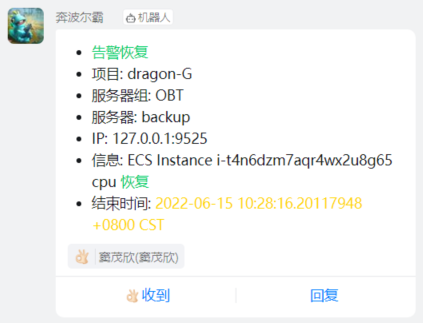 奔波尔霸 机器人
告警恢复
项目: dragon-G
服务器组: OBT
服务器: backup
IP: 127.0.0.1:9525
信息: ECS Instance i-t4n6dzm7aqr4wx2u8g65
cpu 恢复
结束时间: 2022-06-15 10:28:16.20117948
+0800 CST
窦茂欣(窦茂欣)
收到 回复